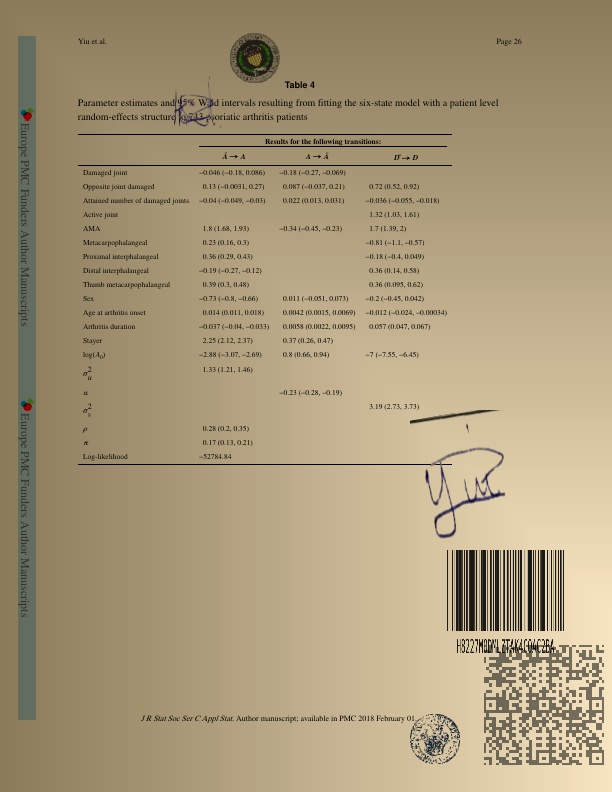 Yiu et al.
Page 26
Table 4
Parameter estimates and 95% Wald intervals resulting from fitting the six-state model with a patient level
random-effects structure to 743 psoriatic arthritis patients
Results for the following transitions:
Ā → A A → Ā D̄ → D
Damaged joint −0.046 (−0.18, 0.086) −0.18 (−0.27, −0.069)
Opposite joint damaged 0.13 (−0.0031, 0.27) 0.087 (−0.037, 0.21) 0.72 (0.52, 0.92)
Attained number of damaged joints −0.04 (−0.049, −0.03) 0.022 (0.013, 0.031) −0.036 (−0.055, −0.018)
Active joint 1.32 (1.03, 1.61)
AMA 1.8 (1.68, 1.93) −0.34 (−0.45, −0.23) 1.7 (1.39, 2)
Metacarpophalangeal 0.23 (0.16, 0.3) −0.81 (−1.1, −0.57)
Proximal interphalangeal 0.36 (0.29, 0.43) −0.18 (−0.4, 0.049)
Distal interphalangeal −0.19 (−0.27, −0.12) 0.36 (0.14, 0.58)
Thumb metacarpophalangeal 0.39 (0.3, 0.48) 0.36 (0.095, 0.62)
Sex −0.73 (−0.8, −0.66) 0.011 (−0.051, 0.073) −0.2 (−0.45, 0.042)
Age at arthritis onset 0.014 (0.011, 0.018) 0.0042 (0.0015, 0.0069) −0.012 (−0.024, −0.00034)
Arthritis duration −0.037 (−0.04, −0.033) 0.0058 (0.0022, 0.0095) 0.057 (0.047, 0.067)
Stayer 2.25 (2.12, 2.37) 0.37 (0.26, 0.47)
log(λ₀) −2.88 (−3.07, −2.69) 0.8 (0.66, 0.94) −7 (−7.55, −6.45)
σ²ᵤ 1.33 (1.21, 1.46)
α −0.23 (−0.28, −0.19)
σ²ᵥ 3.19 (2.73, 3.73)
ρ 0.28 (0.2, 0.35)
π 0.17 (0.13, 0.21)
Log-likelihood −52784.84
J R Stat Soc Ser C Appl Stat. Author manuscript; available in PMC 2018 February 01.
Europe PMC Funders Author Manuscripts
Europe PMC Funders Author Manuscripts